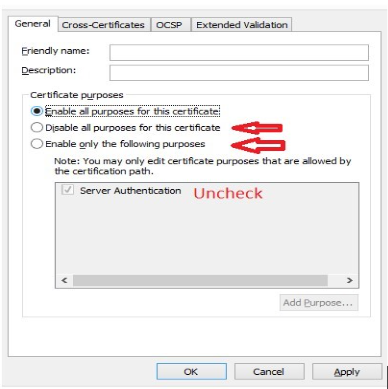 General Cross-Certificates OCSP Extended Validation
Friendly name:
Description:
Certificate purposes
Enable all purposes for this certificate
Disable all purposes for this certificate
Enable only the following purposes
Note: You may only edit certificate purposes that are allowed by
the certification path.
Server Authentication Uncheck
Add Purpose...
OK Cancel Apply